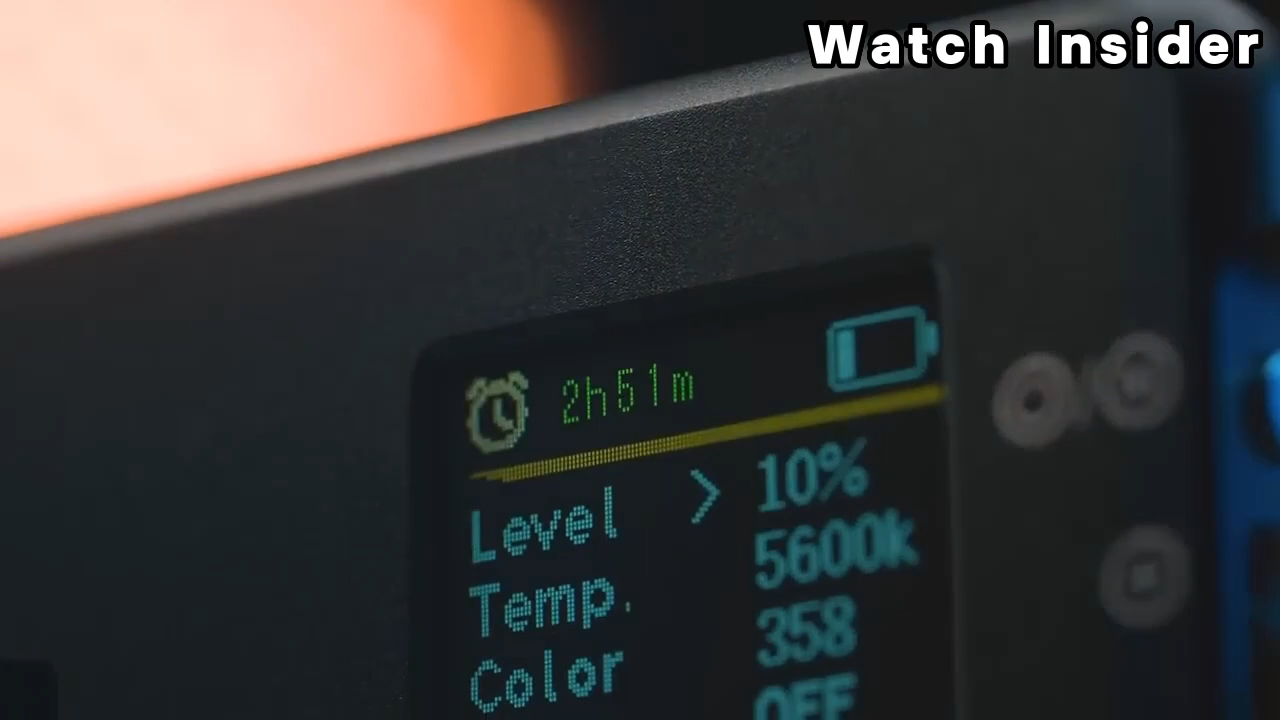 Watch Insider
2h51m
Level > 10%
Temp. 5600k
Color 358
OFF